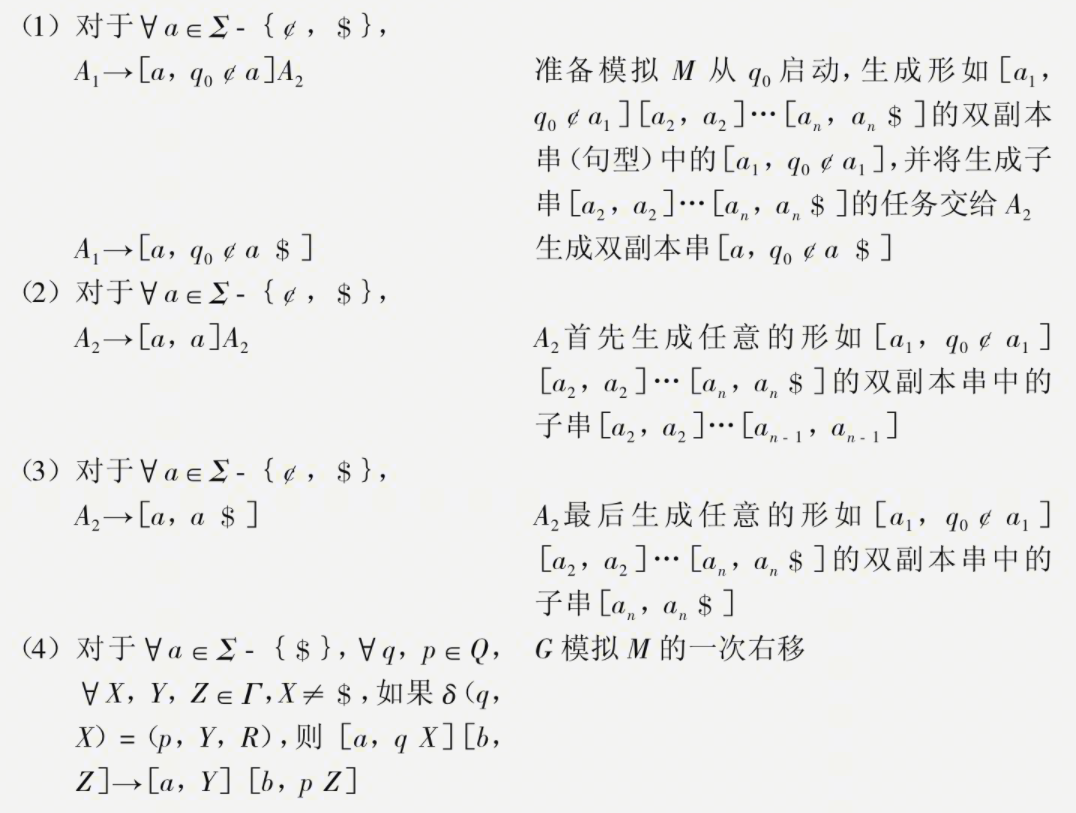 (1) 对于∀a∈Σ-{¢, $},
A₁→[a, q₀ ¢ a]A₂ 准备模拟 M 从 q₀ 启动, 生成形如[a₁,
q₀ ¢ a₁][a₂, a₂]…[aₙ, aₙ $]的双副本
串(句型)中的[a₁, q₀ ¢ a₁], 并将生成子
串[a₂, a₂]…[aₙ, aₙ $]的任务交给 A₂
A₁→[a, q₀ ¢ a $] 生成双副本串[a, q₀ ¢ a $]
(2) 对于∀a∈Σ-{¢, $},
A₂→[a, a]A₂ A₂首先生成任意的形如[a₁, q₀ ¢ a₁]
[a₂, a₂]…[aₙ, aₙ $]的双副本串中的
子串[a₂, a₂]…[aₙ₋₁, aₙ₋₁]
(3) 对于∀a∈Σ-{¢, $},
A₂→[a, a $] A₂最后生成任意的形如[a₁, q₀ ¢ a₁]
[a₂, a₂]…[aₙ, aₙ $]的双副本串中的
子串[aₙ, aₙ $]
(4) 对于∀a∈Σ-{$}, ∀q, p∈Q, G 模拟 M 的一次右移
∀X, Y, Z∈Γ, X≠$, 如果 δ(q,
X) = (p, Y, R), 则 [a, q X][b,
Z]→[a, Y] [b, p Z]